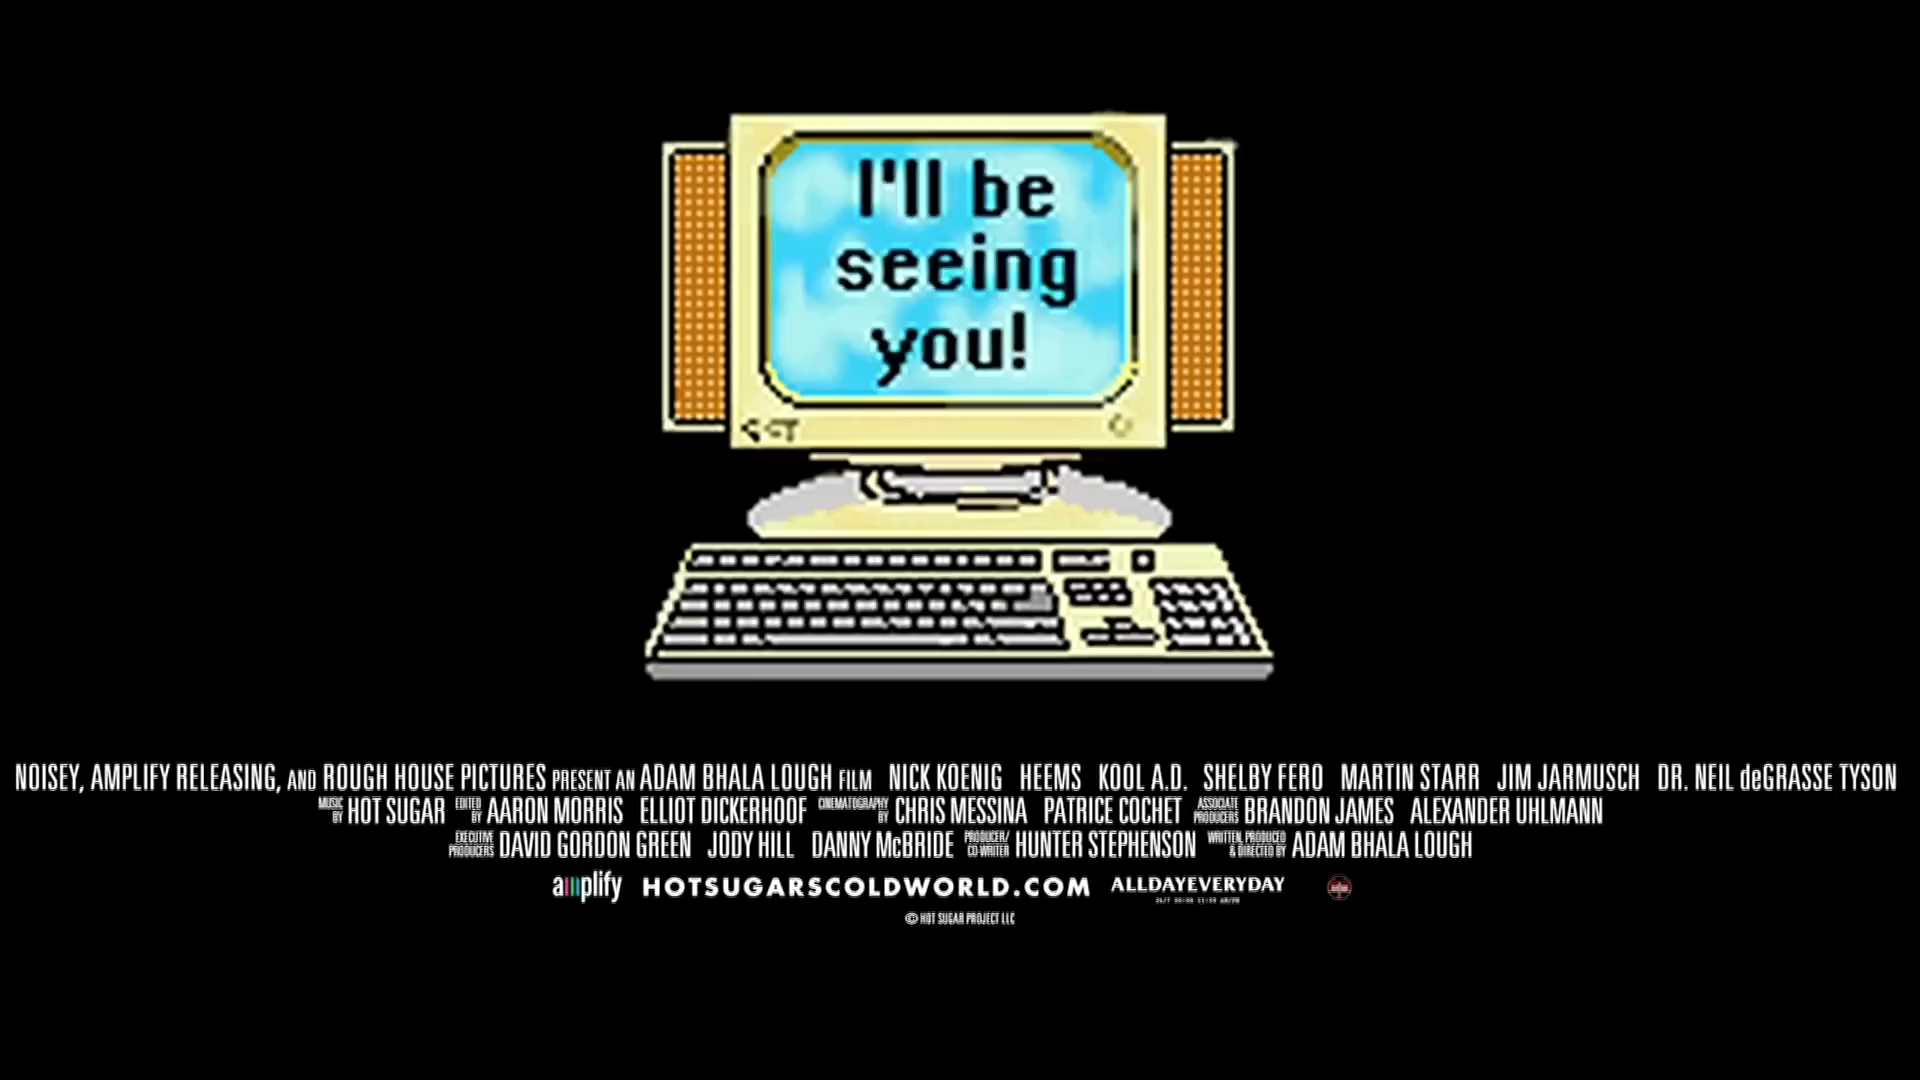 I'll be
seeing
you!
NOISEY, AMPLIFY RELEASING, AND ROUGH HOUSE PICTURES PRESENT AN ADAM BHALA LOUGH FILM NICK KOENIG HEEMS KOOL A.D. SHELBY FERO MARTIN STARR JIM JARMUSCH DR. NEIL deGRASSE TYSON
MUSIC BY HOT SUGAR EDITED BY AARON MORRIS ELLIOT DICKERHOOF CINEMATOGRAPHY BY CHRIS MESSINA PATRICE COCHET ASSOCIATE PRODUCERS BRANDON JAMES ALEXANDER UHLMANN
EXECUTIVE PRODUCERS DAVID GORDON GREEN JODY HILL DANNY McBRIDE PRODUCER/ CO-WRITER HUNTER STEPHENSON WRITTEN, PRODUCED & DIRECTED BY ADAM BHALA LOUGH
amplify HOTSUGARSCOLDWORLD.COM ALLDAYEVERYDAY
© HOT SUGAR PROJECT LLC